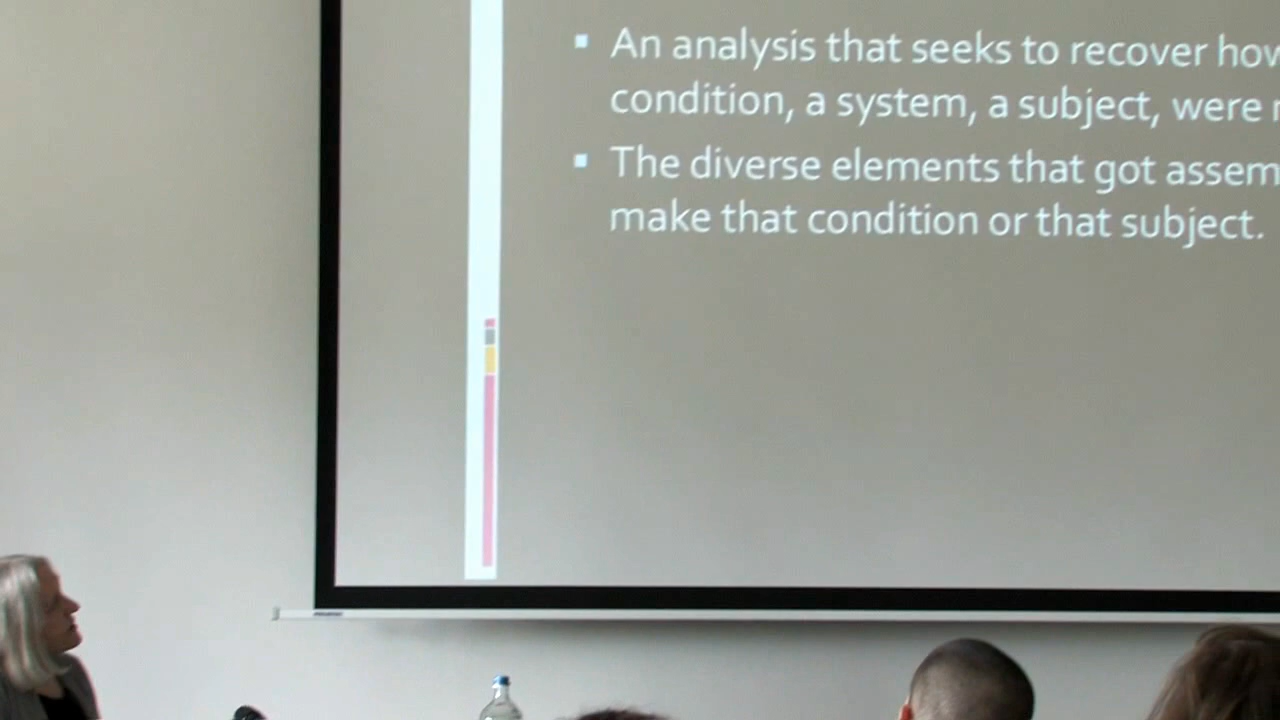 An analysis that seeks to recover how
condition, a system, a subject, were
The diverse elements that got
make that condition or that subject.